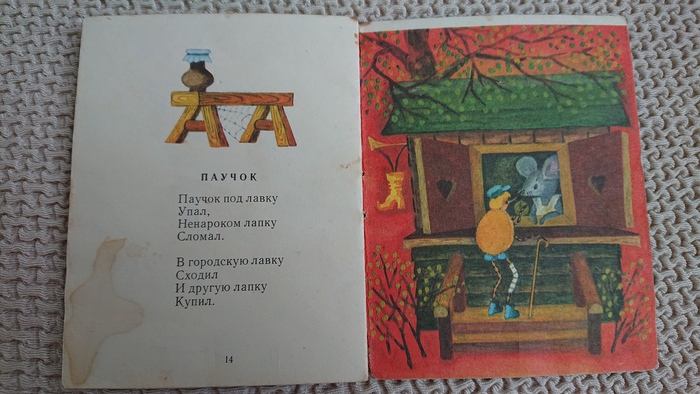 ПАУЧОК
Паучок под лавку
Упал,
Ненароком лапку
Сломал.
В городскую лавку
Сходил
И другую лапку
Купил.
14